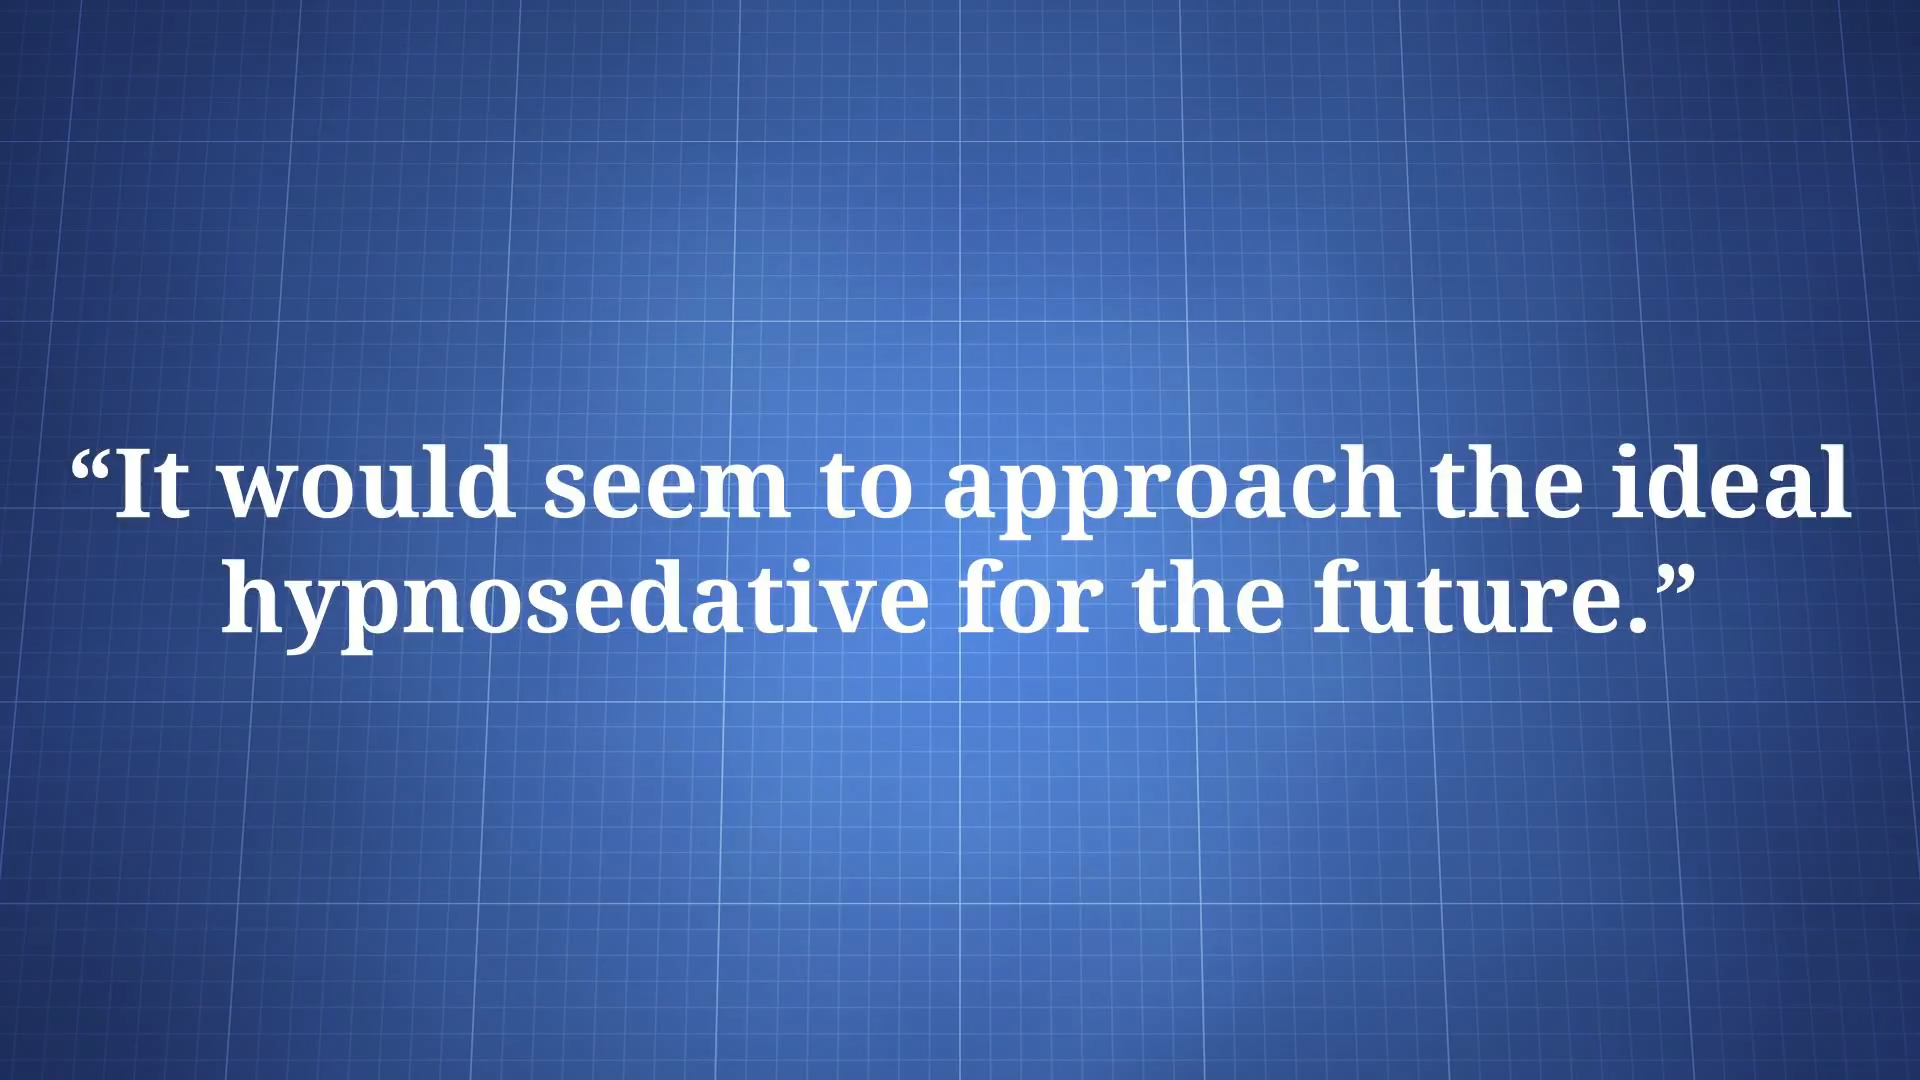 “It would seem to approach the ideal
hypnosedative for the future.”